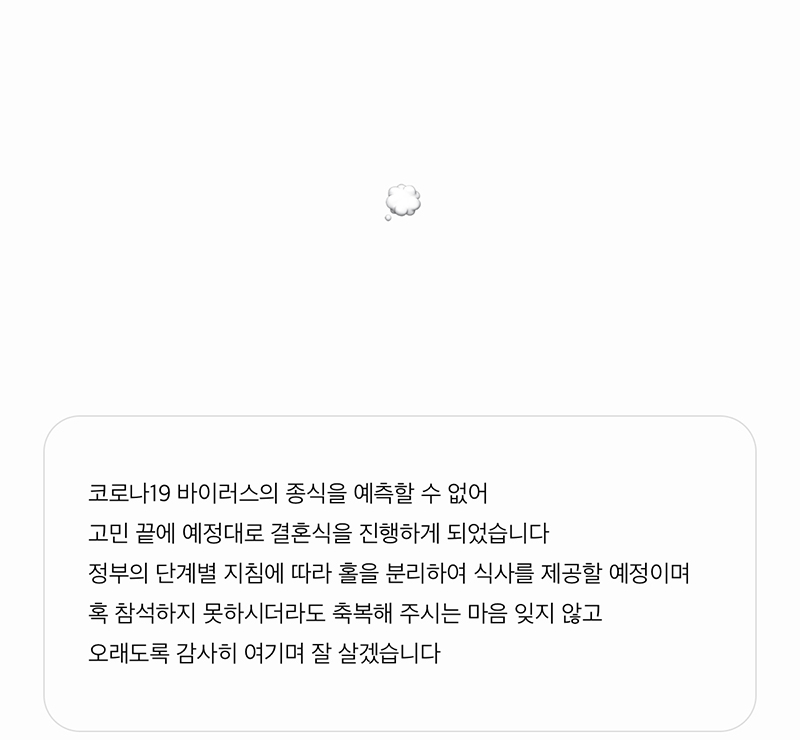 코로나19 바이러스의 종식을 예측할 수 없어
고민 끝에 예정대로 결혼식을 진행하게 되었습니다
정부의 단계별 지침에 따라 홀을 분리하여 식사를 제공할 예정이며
혹 참석하지 못하시더라도 축복해 주시는 마음 잊지 않고
오래도록 감사히 여기며 잘 살겠습니다